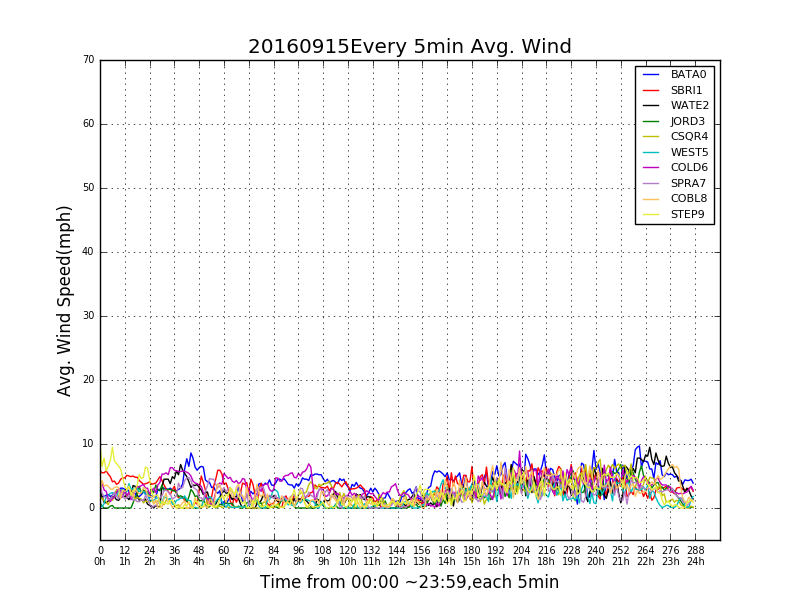 20160915Every 5min Avg. Wind
70
60
50
40
30
20
10
0
Avg. Wind Speed(mph)
BATA0
SBRI1
WATE2
JORD3
CSQR4
WEST5
COLD6
SPRA7
COBL8
STEP9
0 12 24 36 48 60 72 84 96 108 120 132 144 156 168 180 192 204 216 228 240 252 264 276 288
0h 1h 2h 3h 4h 5h 6h 7h 8h 9h 10h 11h 12h 13h 14h 15h 16h 17h 18h 19h 20h 21h 22h 23h 24h
Time from 00:00 ~23:59,each 5min